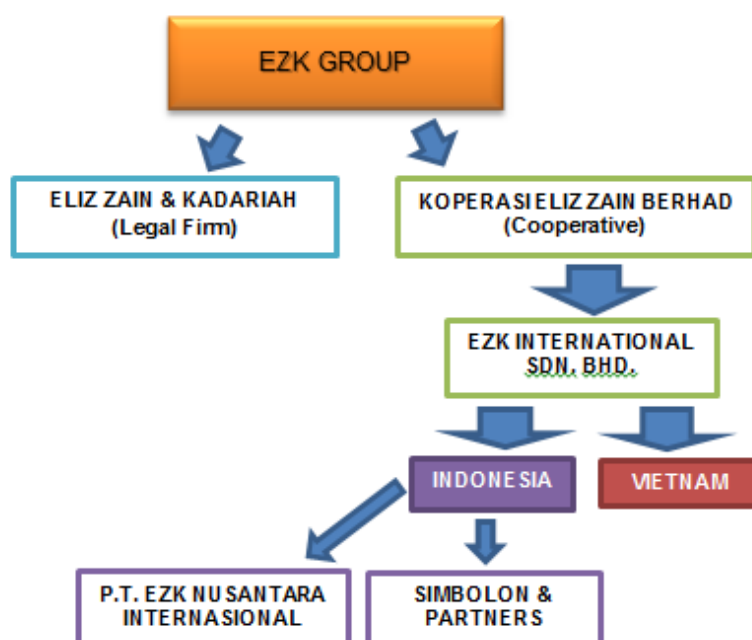 EZK GROUP
ELIZ ZAIN & KADARIAH
(Legal Firm)
KOPERASI ELIZ ZAIN BERHAD
(Cooperative)
EZK INTERNATIONAL
SDN. BHD.
INDONESIA
VIETNAM
P.T. EZK NUSANTARA
INTERNASIONAL
SIMBOLON &
PARTNERS